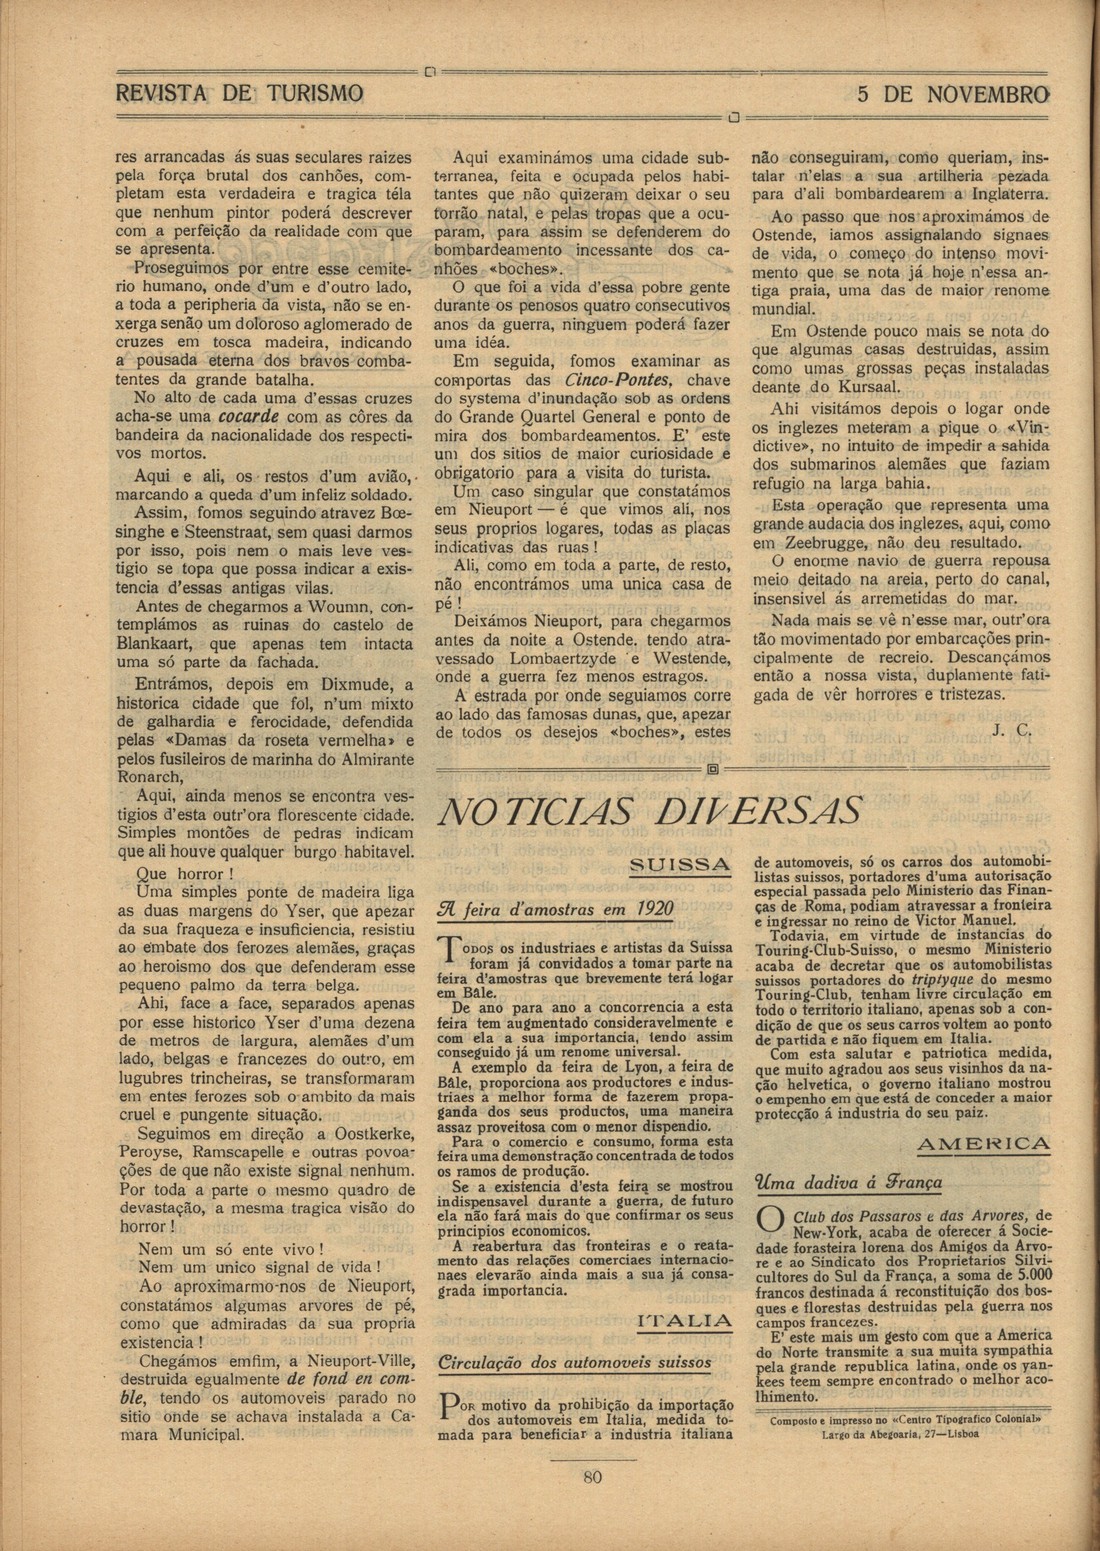 REVISTA DE TURISMO
5 DE NOVEMBRO
res arrancadas ás suas seculares raizes
pela força brutal dos canhões, com-
pletam esta verdadeira e tragica téla
que nenhum pintor poderá descrever
com a perfeição da realidade com que
se apresenta.
Proseguimos por entre esse cemite-
rio humano, onde d'um e d'outro lado,
a toda a peripheria da vista, não se en-
xerga senão um doloroso aglomerado de
cruzes em tosca madeira, indicando
a pousada eterna dos bravos comba-
tentes da grande batalha.
No alto de cada uma d'essas cruzes
acha-se uma cocarde com as côres da
bandeira da nacionalidade dos respecti-
vos mortos.
Aqui e ali, os restos d'um avião,
marcando a queda d'um infeliz soldado.
Assim, fomos seguindo atravez Bœ-
singhe e Steenstraat, sem quasi darmos
por isso, pois nem o mais leve ves-
tigio se topa que possa indicar a exis-
tencia d'essas antigas vilas.
Antes de chegarmos a Woumn, con-
templámos as ruinas do castelo de
Blankaart, que apenas tem intacta
uma só parte da fachada.
Entrámos, depois em Dixmude, a
historica cidade que fol, n'um mixto
de galhardia e ferocidade, defendida
pelas «Damas da roseta vermelha» e
pelos fusileiros de marinha do Almirante
Ronarch,
Aqui, ainda menos se encontra ves-
tigios d'esta outr'ora florescente cidade.
Simples montões de pedras indicam
que ali houve qualquer burgo habitavel.
Que horror !
Uma simples ponte de madeira liga
as duas margens do Yser, que apezar
da sua fraqueza e insuficiencia, resistiu
ao embate dos ferozes alemães, graças
ao heroismo dos que defenderam esse
pequeno palmo da terra belga.
Ahi, face a face, separados apenas
por esse historico Yser d'uma dezena
de metros de largura, alemães d'um
lado, belgas e francezes do outro, em
lugubres trincheiras, se transformaram
em entes ferozes sob o ambito da mais
cruel e pungente situação.
Seguimos em direção a Oostkerke,
Peroyse, Ramscapelle e outras povoa-
ções de que não existe signal nenhum.
Por toda a parte o mesmo quadro de
devastação, a mesma tragica visão do
horror !
Nem um só ente vivo !
Nem um unico signal de vida !
Ao aproximarmo-nos de Nieuport,
constatámos algumas arvores de pé,
como que admiradas da sua propria
existencia !
Chegámos emfim, a Nieuport-Ville,
destruida egualmente de fond en com-
ble, tendo os automoveis parado no
sitio onde se achava instalada a Ca-
mara Municipal.
Aqui examinámos uma cidade sub-
terranea, feita e ocupada pelos habi-
tantes que não quizeram deixar o seu
torrão natal, e pelas tropas que a ocu-
param, para assim se defenderem do
bombardeamento incessante dos ca-
nhões «boches».
O que foi a vida d'essa pobre gente
durante os penosos quatro consecutivos
anos da guerra, ninguem poderá fazer
uma idéa.
Em seguida, fomos examinar as
comportas das Cinco-Pontes, chave
do systema d'inundação sob as ordens
do Grande Quartel General e ponto de
mira dos bombardeamentos. E' este
um dos sitios de maior curiosidade e
obrigatorio para a visita do turista.
Um caso singular que constatámos
em Nieuport — é que vimos ali, nos
seus proprios logares, todas as placas
indicativas das ruas !
Ali, como em toda a parte, de resto,
não encontrámos uma unica casa de
pé !
Deixámos Nieuport, para chegarmos
antes da noite a Ostende. tendo atra-
vessado Lombaertzyde e Westende,
onde a guerra fez menos estragos.
A estrada por onde seguiamos corre
ao lado das famosas dunas, que, apezar
de todos os desejos «boches», estes
não conseguiram, como queriam, ins-
talar n'elas a sua artilheria pezada
para d'ali bombardearem a Inglaterra.
Ao passo que nos aproximámos de
Ostende, iamos assignalando signaes
de vida, o começo do intenso movi-
mento que se nota já hoje n'essa an-
tiga praia, uma das de maior renome
mundial.
Em Ostende pouco mais se nota do
que algumas casas destruidas, assim
como umas grossas peças instaladas
deante do Kursaal.
Ahi visitámos depois o logar onde
os inglezes meteram a pique o «Vin-
dictive», no intuito de impedir a sahida
dos submarinos alemães que faziam
refugio na larga bahia.
Esta operação que representa uma
grande audacia dos inglezes, aqui, como
em Zeebrugge, não deu resultado.
O enorme navio de guerra repousa
meio deitado na areia, perto do canal,
insensivel ás arremetidas do mar.
Nada mais se vê n'esse mar, outr'ora
tão movimentado por embarcações prin-
cipalmente de recreio. Descançámos
então a nossa vista, duplamente fati-
gada de vêr horrores e tristezas.
J. C.
NOTICIAS DIVERSAS
SUISSA
A feira d'amostras em 1920
TODOS os industriaes e artistas da Suissa
foram já convidados a tomar parte na
feira d'amostras que brevemente terá logar
em Bâle.
De ano para ano a concorrencia a esta
feira tem augmentado consideravelmente e
com ela a sua importancia, tendo assim
conseguido já um renome universal.
A exemplo da feira de Lyon, a feira de
Bâle, proporciona aos productores e indus-
triaes a melhor forma de fazerem propa-
ganda dos seus productos, uma maneira
assaz proveitosa com o menor dispendio.
Para o comercio e consumo, forma esta
feira uma demonstração concentrada de todos
os ramos de produção.
Se a existencia d'esta feira se mostrou
indispensavel durante a guerra, de futuro
ela não fará mais do que confirmar os seus
principios economicos.
A reabertura das fronteiras e o reata-
mento das relações comerciaes internacio-
naes elevarão ainda mais a sua já consa-
grada importancia.
ITALIA
Circulação dos automoveis suissos
POR motivo da prohibição da importação
dos automoveis em Italia, medida to-
mada para beneficiar a industria italiana
de automoveis, só os carros dos automobi-
listas suissos, portadores d'uma autorisação
especial passada pelo Ministerio das Finan-
ças de Roma, podiam atravessar a fronteira
e ingressar no reino de Victor Manuel.
Todavia, em virtude de instancias do
Touring-Club-Suisso, o mesmo Ministerio
acaba de decretar que os automobilistas
suissos portadores do triptyque do mesmo
Touring-Club, tenham livre circulação em
todo o territorio italiano, apenas sob a con-
dição de que os seus carros voltem ao ponto
de partida e não fiquem em Italia.
Com esta salutar e patriotica medida,
que muito agradou aos seus visinhos da na-
ção helvetica, o governo italiano mostrou
o empenho em que está de conceder a maior
protecção á industria do seu paiz.
AMERICA
Uma dadiva á França
O Club dos Passaros e das Arvores, de
New-York, acaba de oferecer á Socie-
dade forasteira lorena dos Amigos da Arvo-
re e ao Sindicato dos Proprietarios Silvi-
cultores do Sul da França, a soma de 5.000
francos destinada á reconstituição dos bos-
ques e florestas destruidas pela guerra nos
campos francezes.
E' este mais um gesto com que a America
do Norte transmite a sua muita sympathia
pela grande republica latina, onde os yan-
kees teem sempre encontrado o melhor aco-
lhimento.
Composto e impresso no «Centro Tipografico Colonial»
Largo da Abegoaria, 27—Lisboa
80